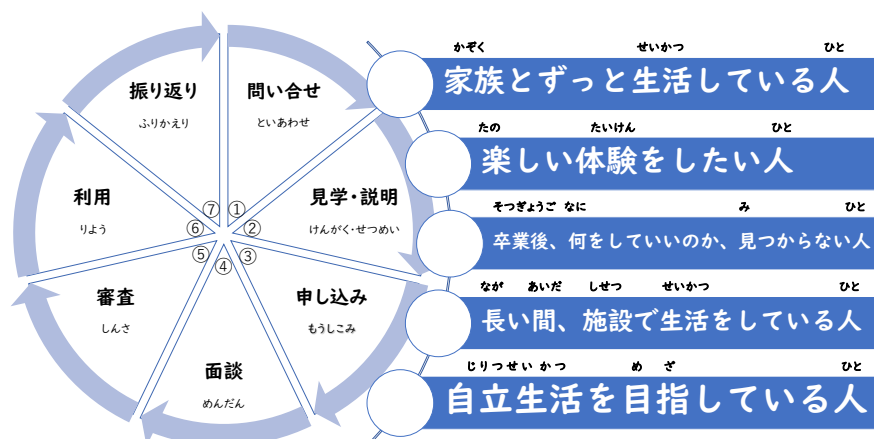 問い合せ
といあわせ
①
見学・説明
けんがく・せつめい
②
申し込み
もうしこみ
③
面談
めんだん
④
審査
しんさ
⑤
利用
りよう
⑥
振り返り
ふりかえり
⑦
かぞく せいかつ ひと
家族とずっと生活している人
たの たいけん ひと
楽しい体験をしたい人
そつぎょうご なに み ひと
卒業後、何をしていいのか、見つからない人
なが あいだ しせつ せいかつ ひと
長い間、施設で生活をしている人
じりつせいかつ め ざ ひと
自立生活を目指している人